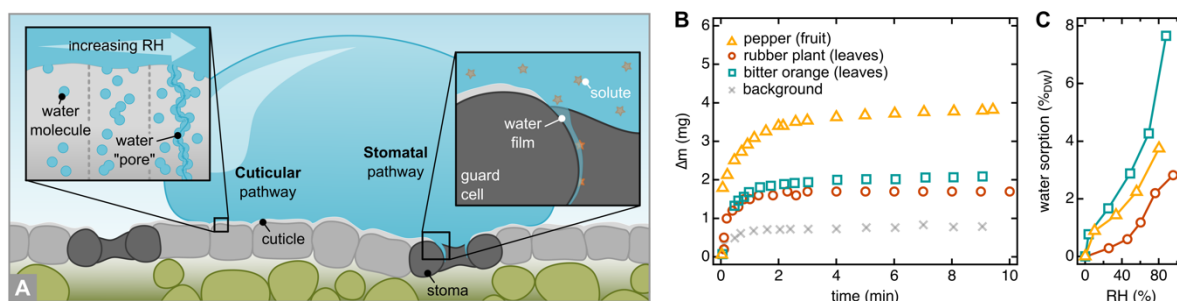 increasing RH
water
molecule
water
"pore"
Cuticular
pathway
cuticle
Stomatal
pathway
solute
water
film
guard
cell
stoma
A
B
Δm (mg)
6
5
4
3
2
1
0
pepper (fruit)
rubber plant (leaves)
bitter orange (leaves)
background
0 2 4 6 8 10
time (min)
C
water sorption (%DW)
8
6
4
2
0
0 40 80
RH (%)